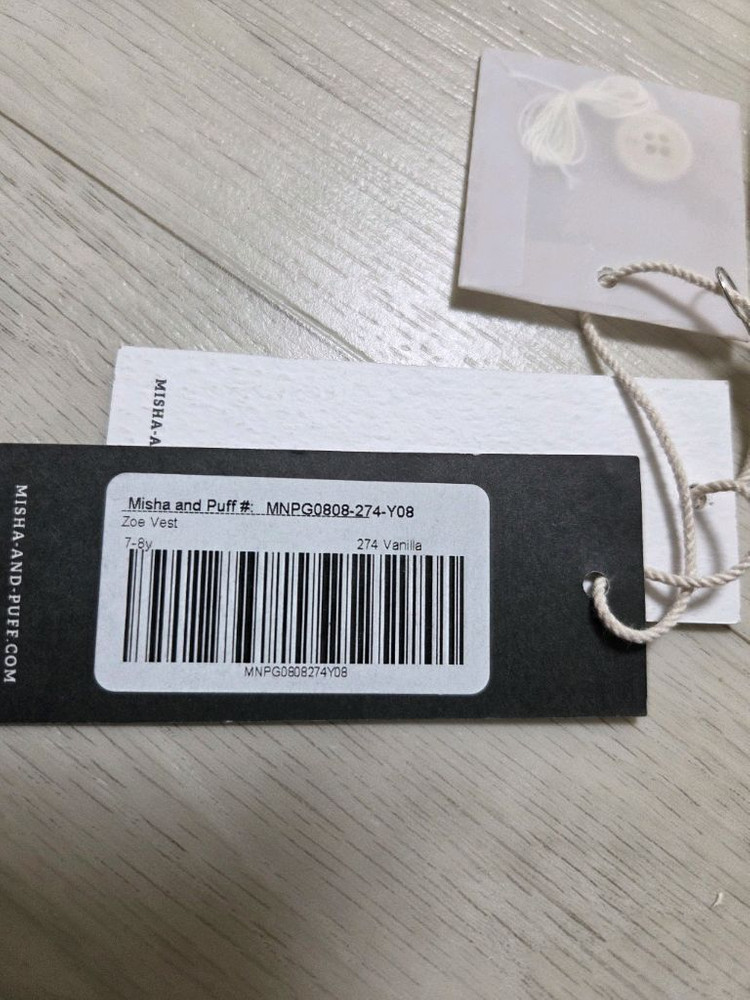 MISHA-A
MISHA-AND-PUFF.COM
Misha and Puff #: MNPG0808-274-Y08
Zoe Vest
7-8y 274 Vanilla
MNPG0808274Y08